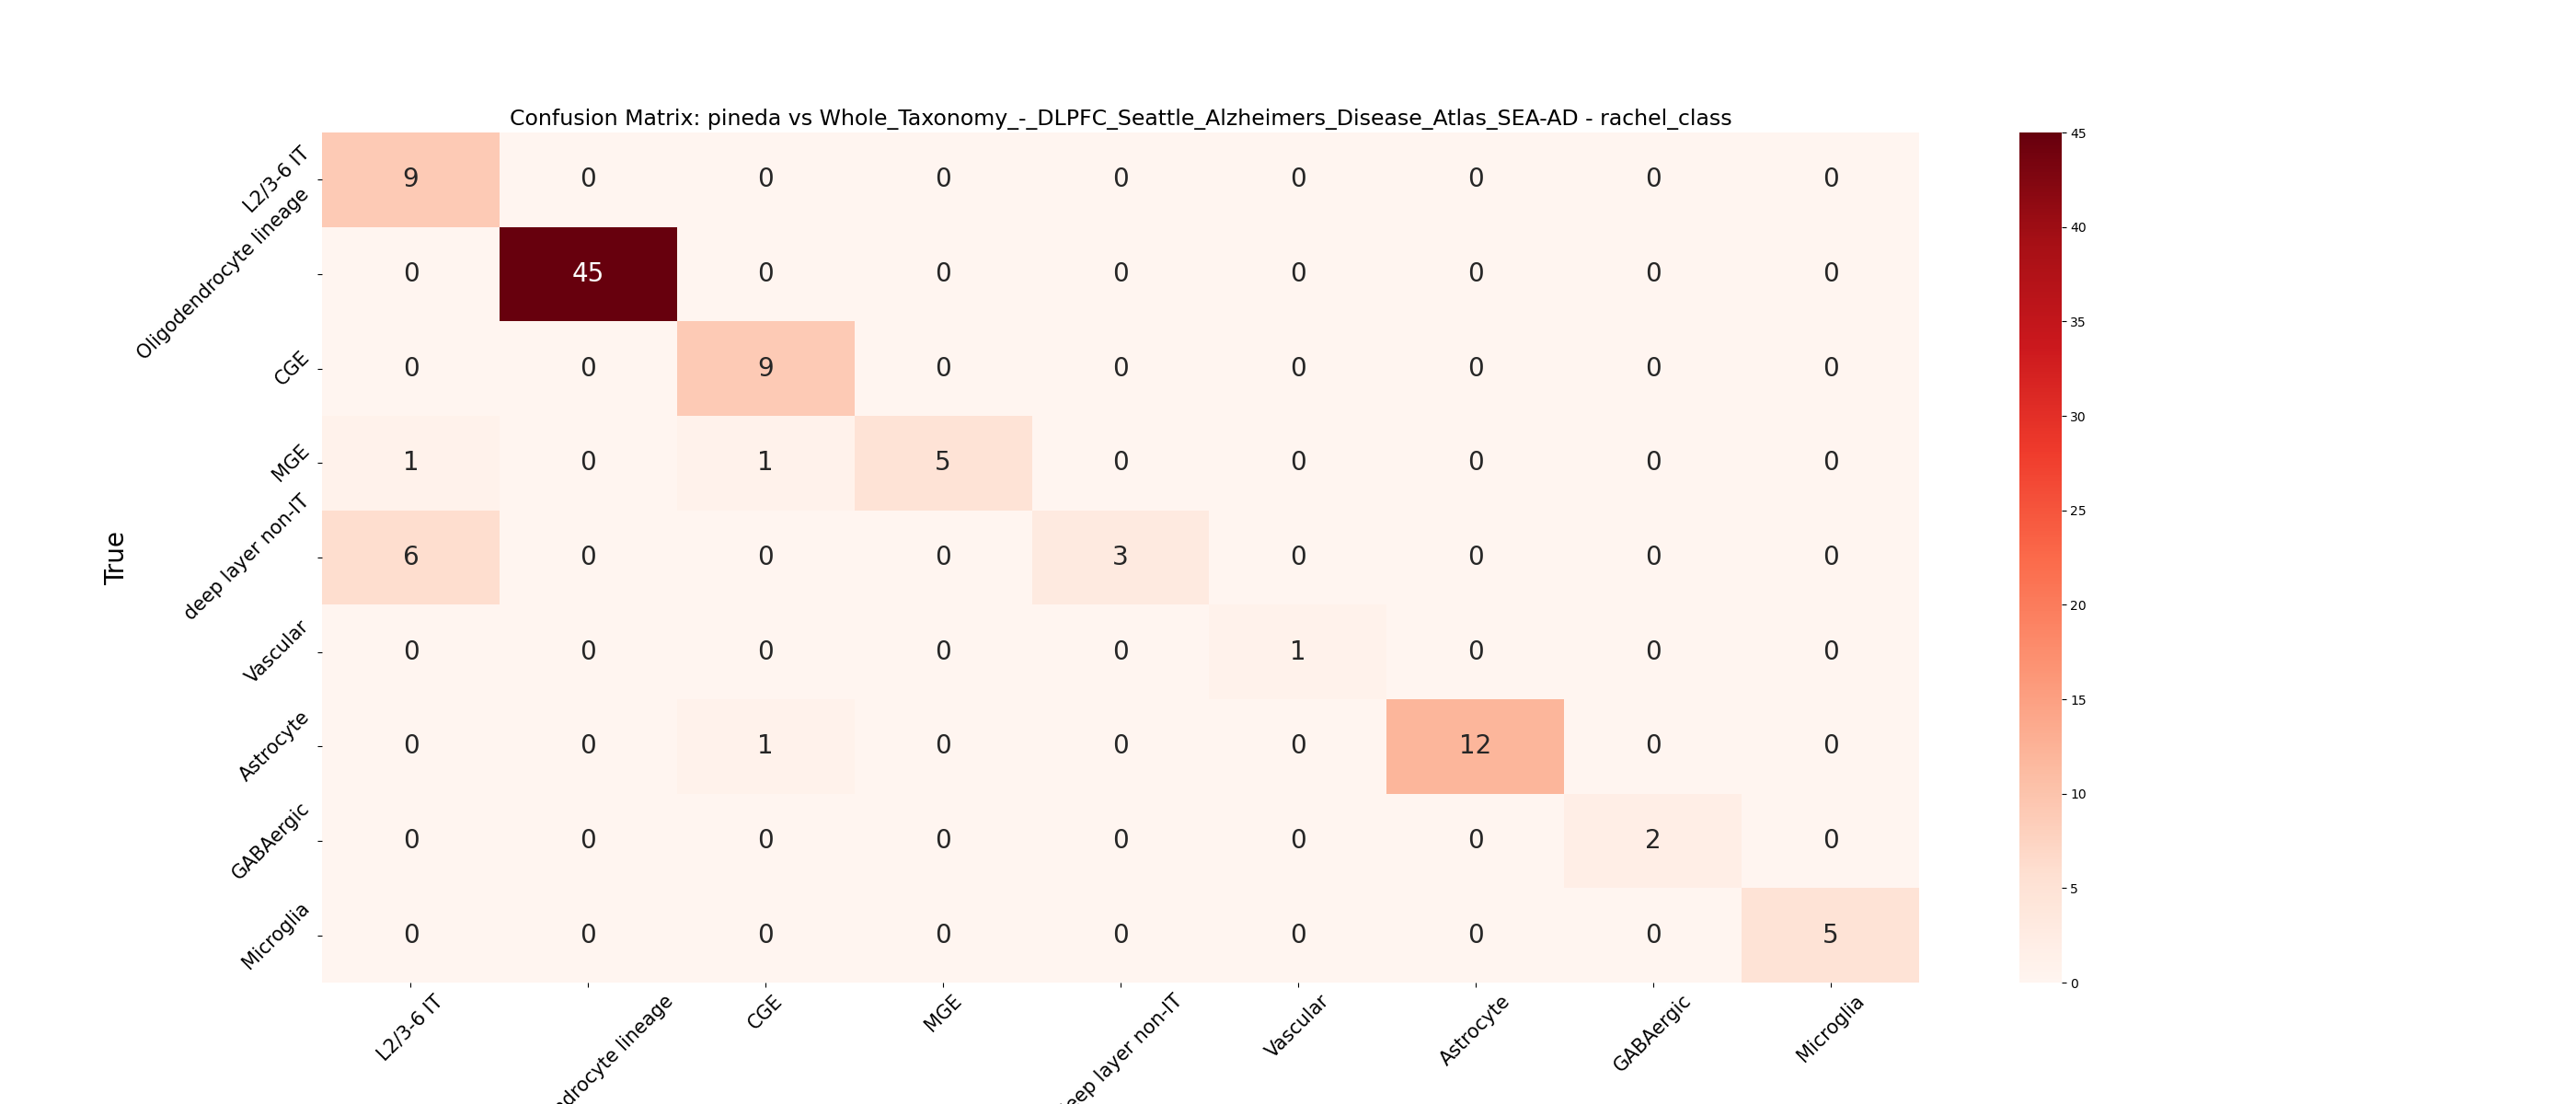 Confusion Matrix: pineda vs Whole_Taxonomy_-_DLPFC_Seattle_Alzheimers_Disease_Atlas_SEA-AD - rachel_class
True
L2/3-6 IT 9 0 0 0 0 0 0 0 0
Oligodendrocyte lineage 0 45 0 0 0 0 0 0 0
CGE 0 0 9 0 0 0 0 0 0
MGE 1 0 1 5 0 0 0 0 0
deep layer non-IT 6 0 0 0 3 0 0 0 0
Vascular 0 0 0 0 0 1 0 0 0
Astrocyte 0 0 1 0 0 0 12 0 0
GABAergic 0 0 0 0 0 0 0 2 0
Microglia 0 0 0 0 0 0 0 0 5
L2/3-6 IT lineage CGE MGE layer non-IT Vascular Astrocyte GABAergic Microglia
45
40
35
30
25
20
15
10
5
0